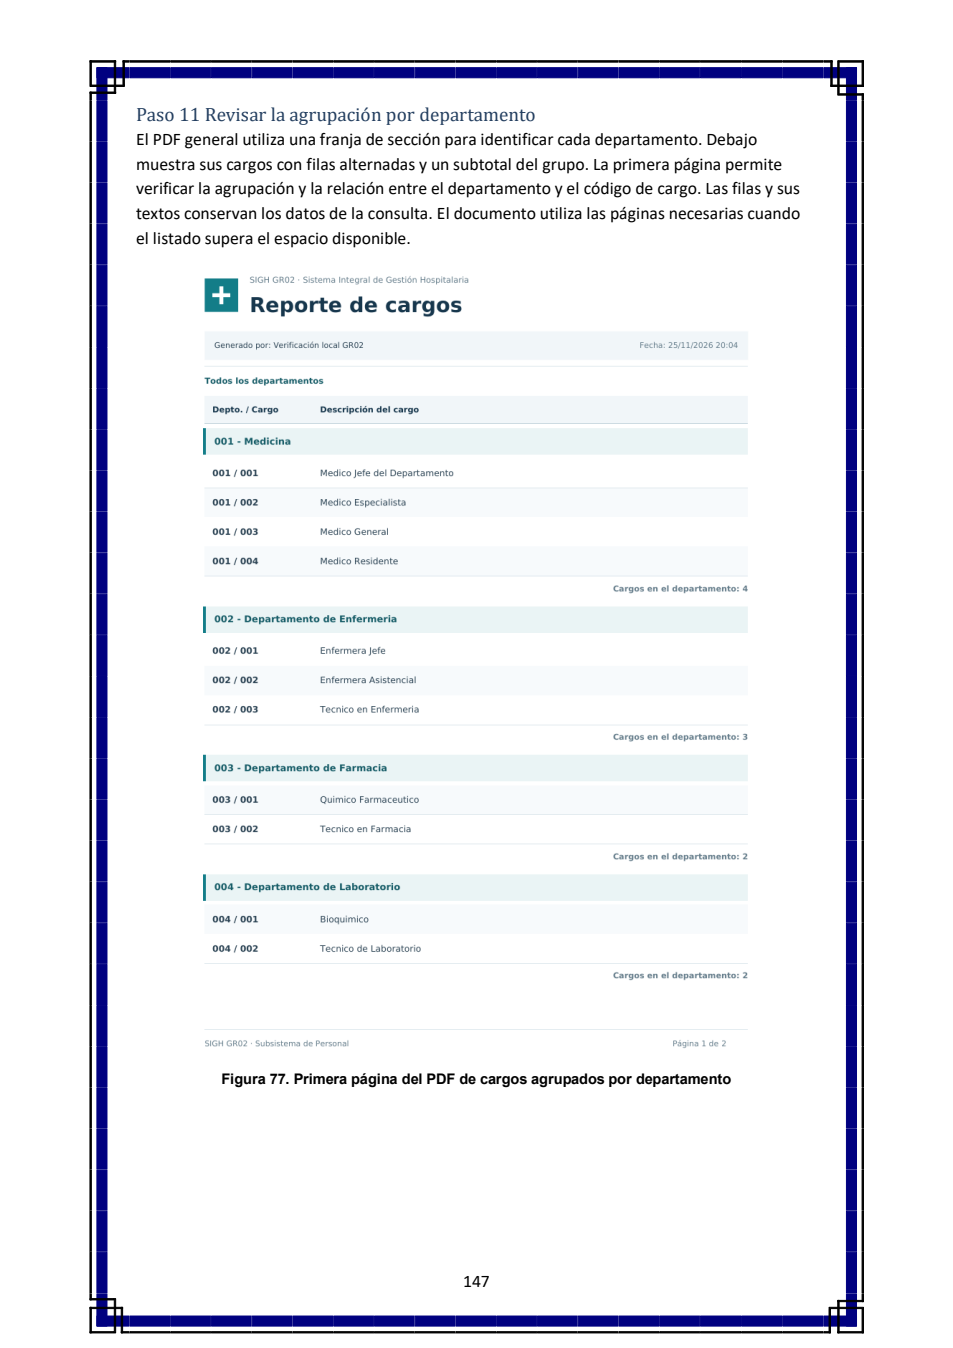 Paso 11 Revisar la agrupación por departamento
El PDF general utiliza una franja de sección para identificar cada departamento. Debajo
muestra sus cargos con filas alternadas y un subtotal del grupo. La primera página permite
verificar la agrupación y la relación entre el departamento y el código de cargo. Las filas y sus
textos conservan los datos de la consulta. El documento utiliza las páginas necesarias cuando
el listado supera el espacio disponible.
SIGH GR02 · Sistema Integral de Gestión Hospitalaria
Reporte de cargos
Generado por: Verificación local GR02 Fecha: 25/11/2026 20:04
Todos los departamentos
Depto. / Cargo Descripción del cargo
001 - Medicina
001 / 001 Medico Jefe del Departamento
001 / 002 Medico Especialista
001 / 003 Medico General
001 / 004 Medico Residente
Cargos en el departamento: 4
002 - Departamento de Enfermeria
002 / 001 Enfermera Jefe
002 / 002 Enfermera Asistencial
002 / 003 Tecnico en Enfermeria
Cargos en el departamento: 3
003 - Departamento de Farmacia
003 / 001 Quimico Farmaceutico
003 / 002 Tecnico en Farmacia
Cargos en el departamento: 2
004 - Departamento de Laboratorio
004 / 001 Bioquimico
004 / 002 Tecnico de Laboratorio
Cargos en el departamento: 2
SIGH GR02 · Subsistema de Personal Página 1 de 2
Figura 77. Primera página del PDF de cargos agrupados por departamento
147